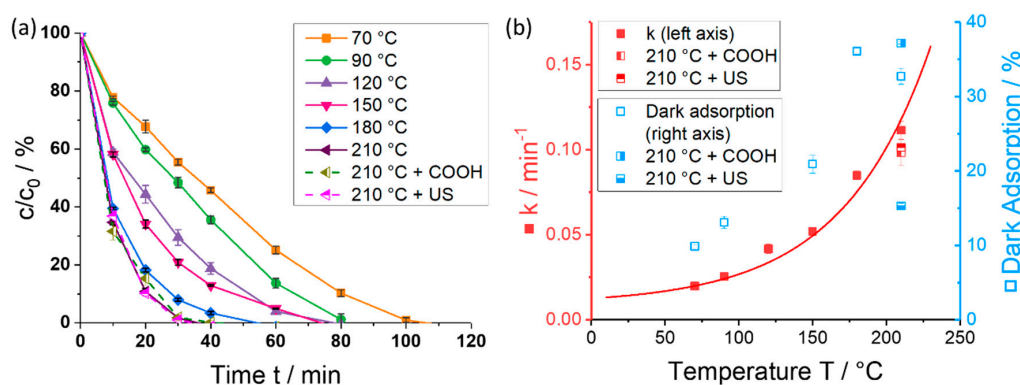 (a)
100
80
60
40
20
0
c/c₀ / %
0 20 40 60 80 100 120
Time t / min
70 °C
90 °C
120 °C
150 °C
180 °C
210 °C
210 °C + COOH
210 °C + US
(b)
0.15
0.10
0.05
0.00
k / min⁻¹
k (left axis)
210 °C + COOH
210 °C + US
Dark adsorption
(right axis)
210 °C + COOH
210 °C + US
0 50 100 150 200 250
Temperature T / °C
40
30
20
10
0
Dark Adsorption / %